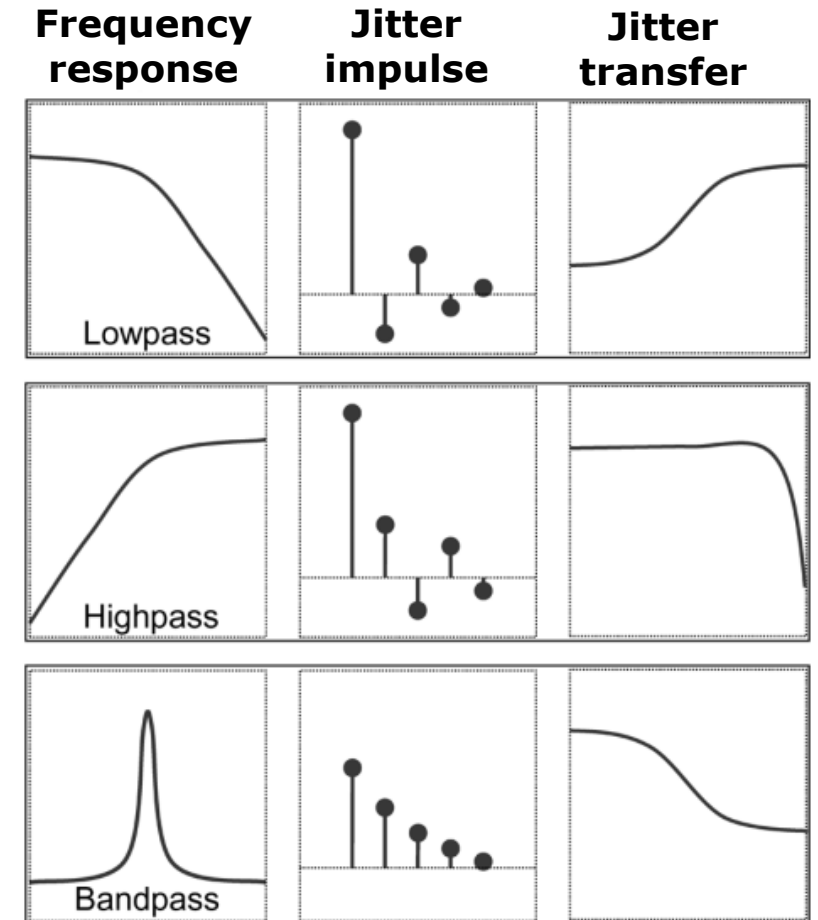 Frequency
response
Jitter
impulse
Jitter
transfer
Lowpass
Highpass
Bandpass